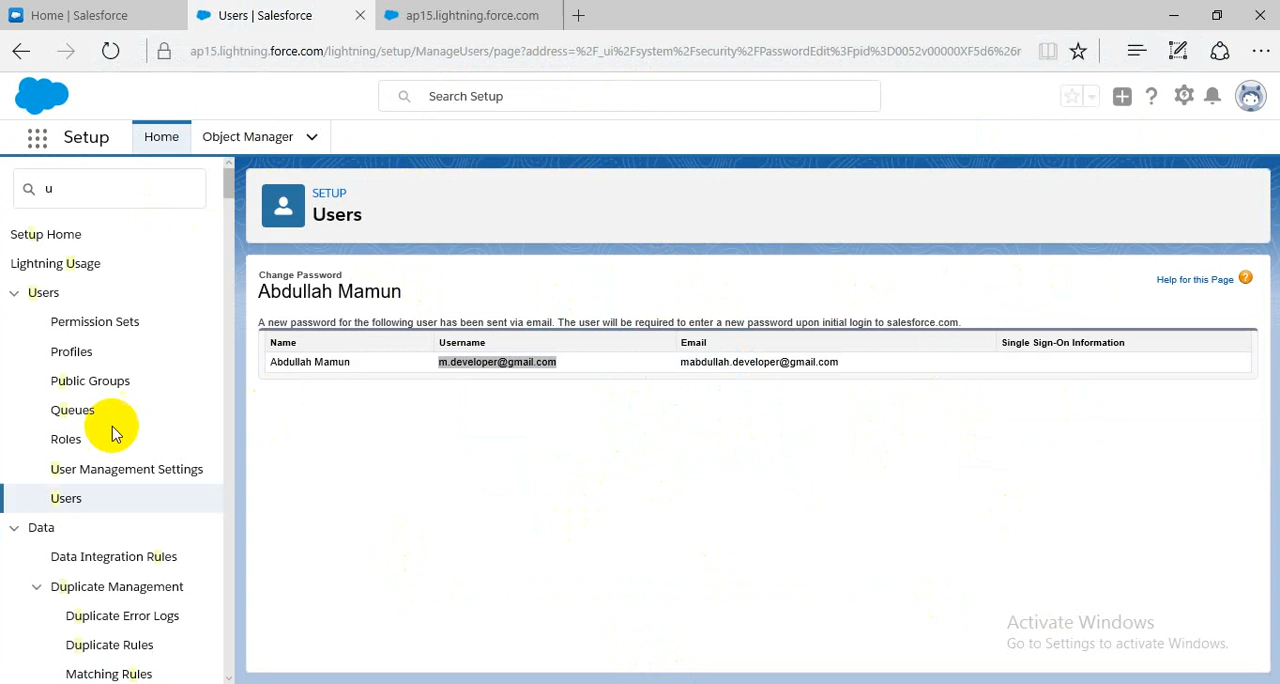 Home | Salesforce
Users | Salesforce
ap15.lightning.force.com
ap15.lightning.force.com/lightning/setup/ManageUsers/page?address=%2F_ui%2Fsystem%2Fsecurity%2FPasswordEdit%3Fpid%3D0052v00000XF5d6%26r
Search Setup
Setup
Home
Object Manager
u
Setup Home
Lightning Usage
Users
Permission Sets
Profiles
Public Groups
Queues
Roles
User Management Settings
Users
Data
Data Integration Rules
Duplicate Management
Duplicate Error Logs
Duplicate Rules
Matching Rules
SETUP
Users
Change Password
Abdullah Mamun
Help for this Page
A new password for the following user has been sent via email. The user will be required to enter a new password upon initial login to salesforce.com.
Name Username Email Single Sign-On Information
Abdullah Mamun m.developer@gmail.com mabdullah.developer@gmail.com
Activate Windows
Go to Settings to activate Windows.